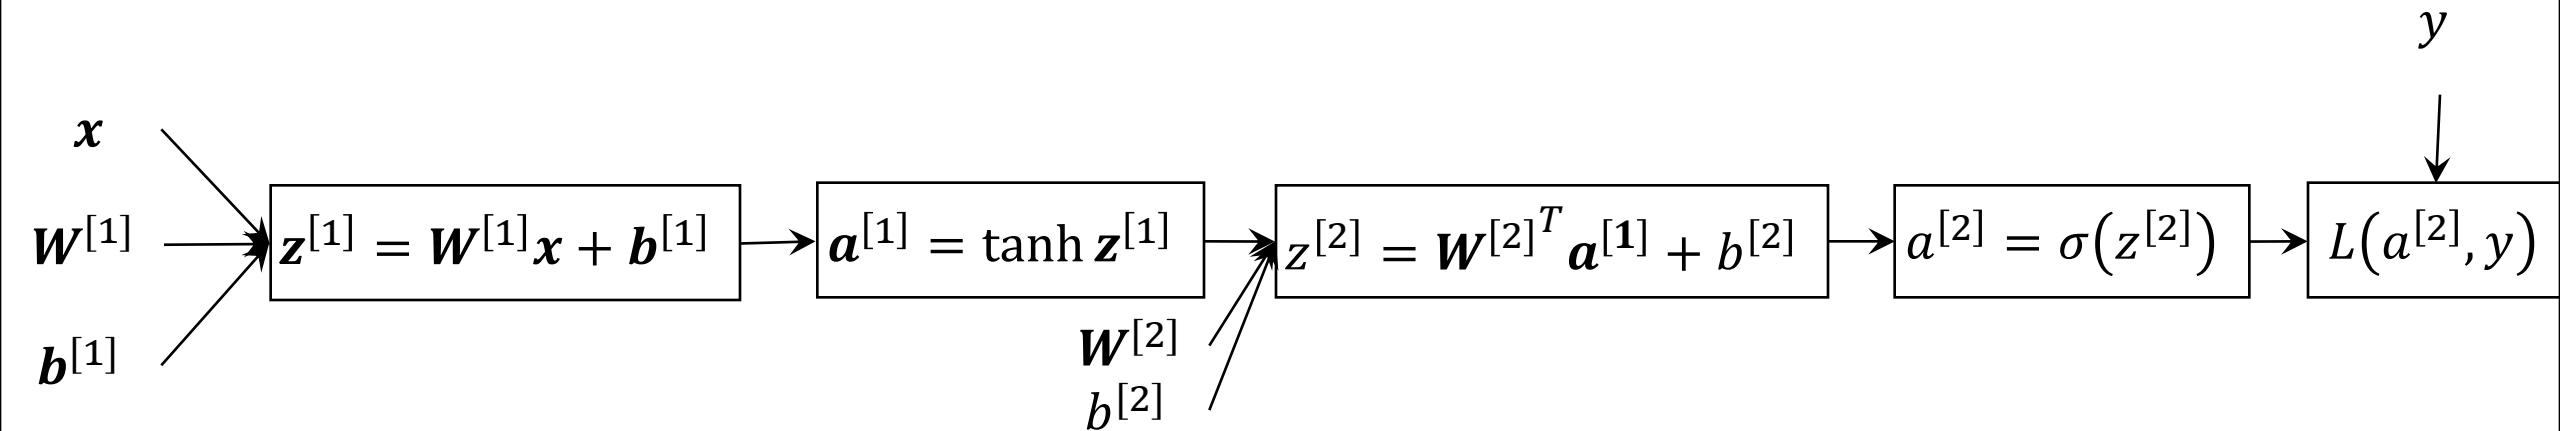 y
x
W[1]
b[1]
z[1] = W[1]x + b[1]
a[1] = tanh z[1]
W[2]
b[2]
z[2] = W[2]T a[1] + b[2]
a[2] = σ(z[2])
L(a[2], y)